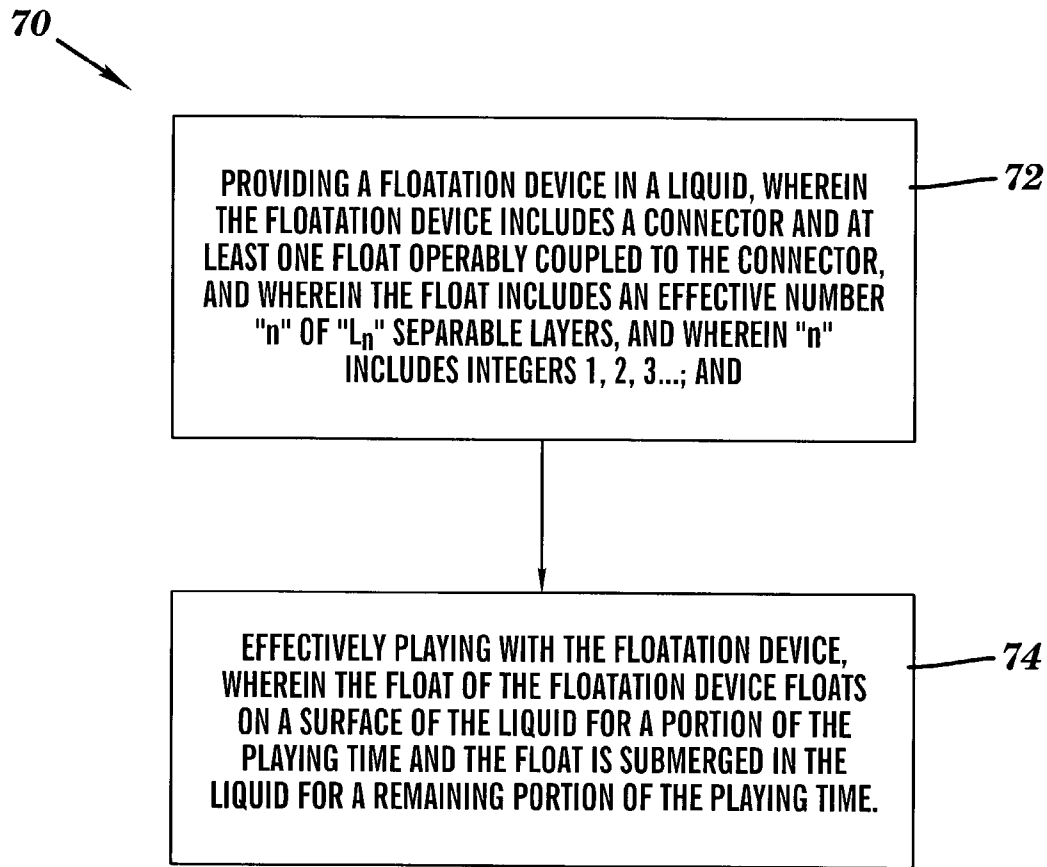 70
PROVIDING A FLOATATION DEVICE IN A LIQUID, WHEREIN
THE FLOATATION DEVICE INCLUDES A CONNECTOR AND AT
LEAST ONE FLOAT OPERABLY COUPLED TO THE CONNECTOR,
AND WHEREIN THE FLOAT INCLUDES AN EFFECTIVE NUMBER
"n" OF "Ln" SEPARABLE LAYERS, AND WHEREIN "n"
INCLUDES INTEGERS 1, 2, 3...; AND
72
EFFECTIVELY PLAYING WITH THE FLOATATION DEVICE,
WHEREIN THE FLOAT OF THE FLOATATION DEVICE FLOATS
ON A SURFACE OF THE LIQUID FOR A PORTION OF THE
PLAYING TIME AND THE FLOAT IS SUBMERGED IN THE
LIQUID FOR A REMAINING PORTION OF THE PLAYING TIME.
74